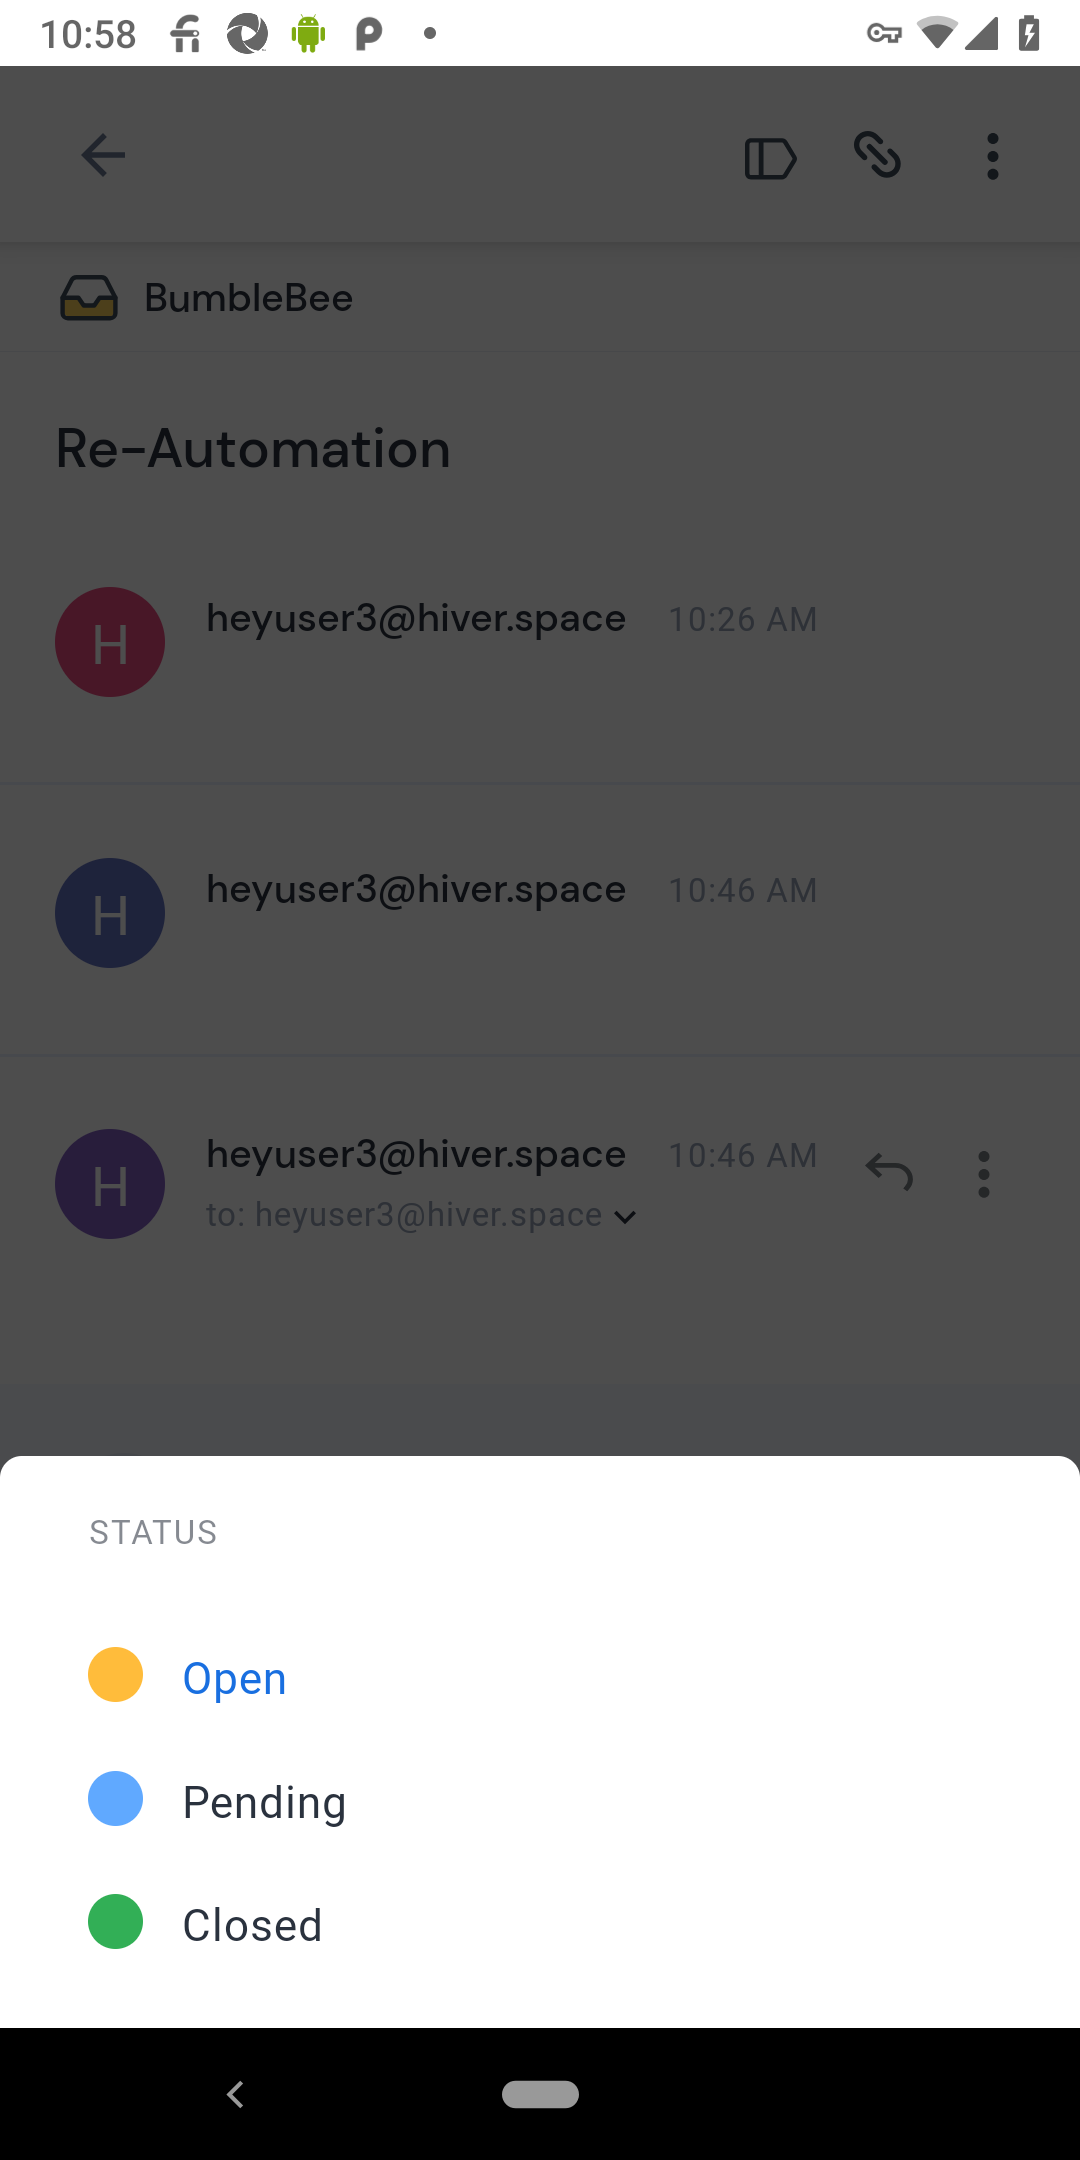 10:58
BumbleBee
Re-Automation
H
heyuser3@hiver.space 10:26 AM
H
heyuser3@hiver.space 10:46 AM
H
heyuser3@hiver.space 10:46 AM
to: heyuser3@hiver.space
STATUS
Open
Pending
Closed